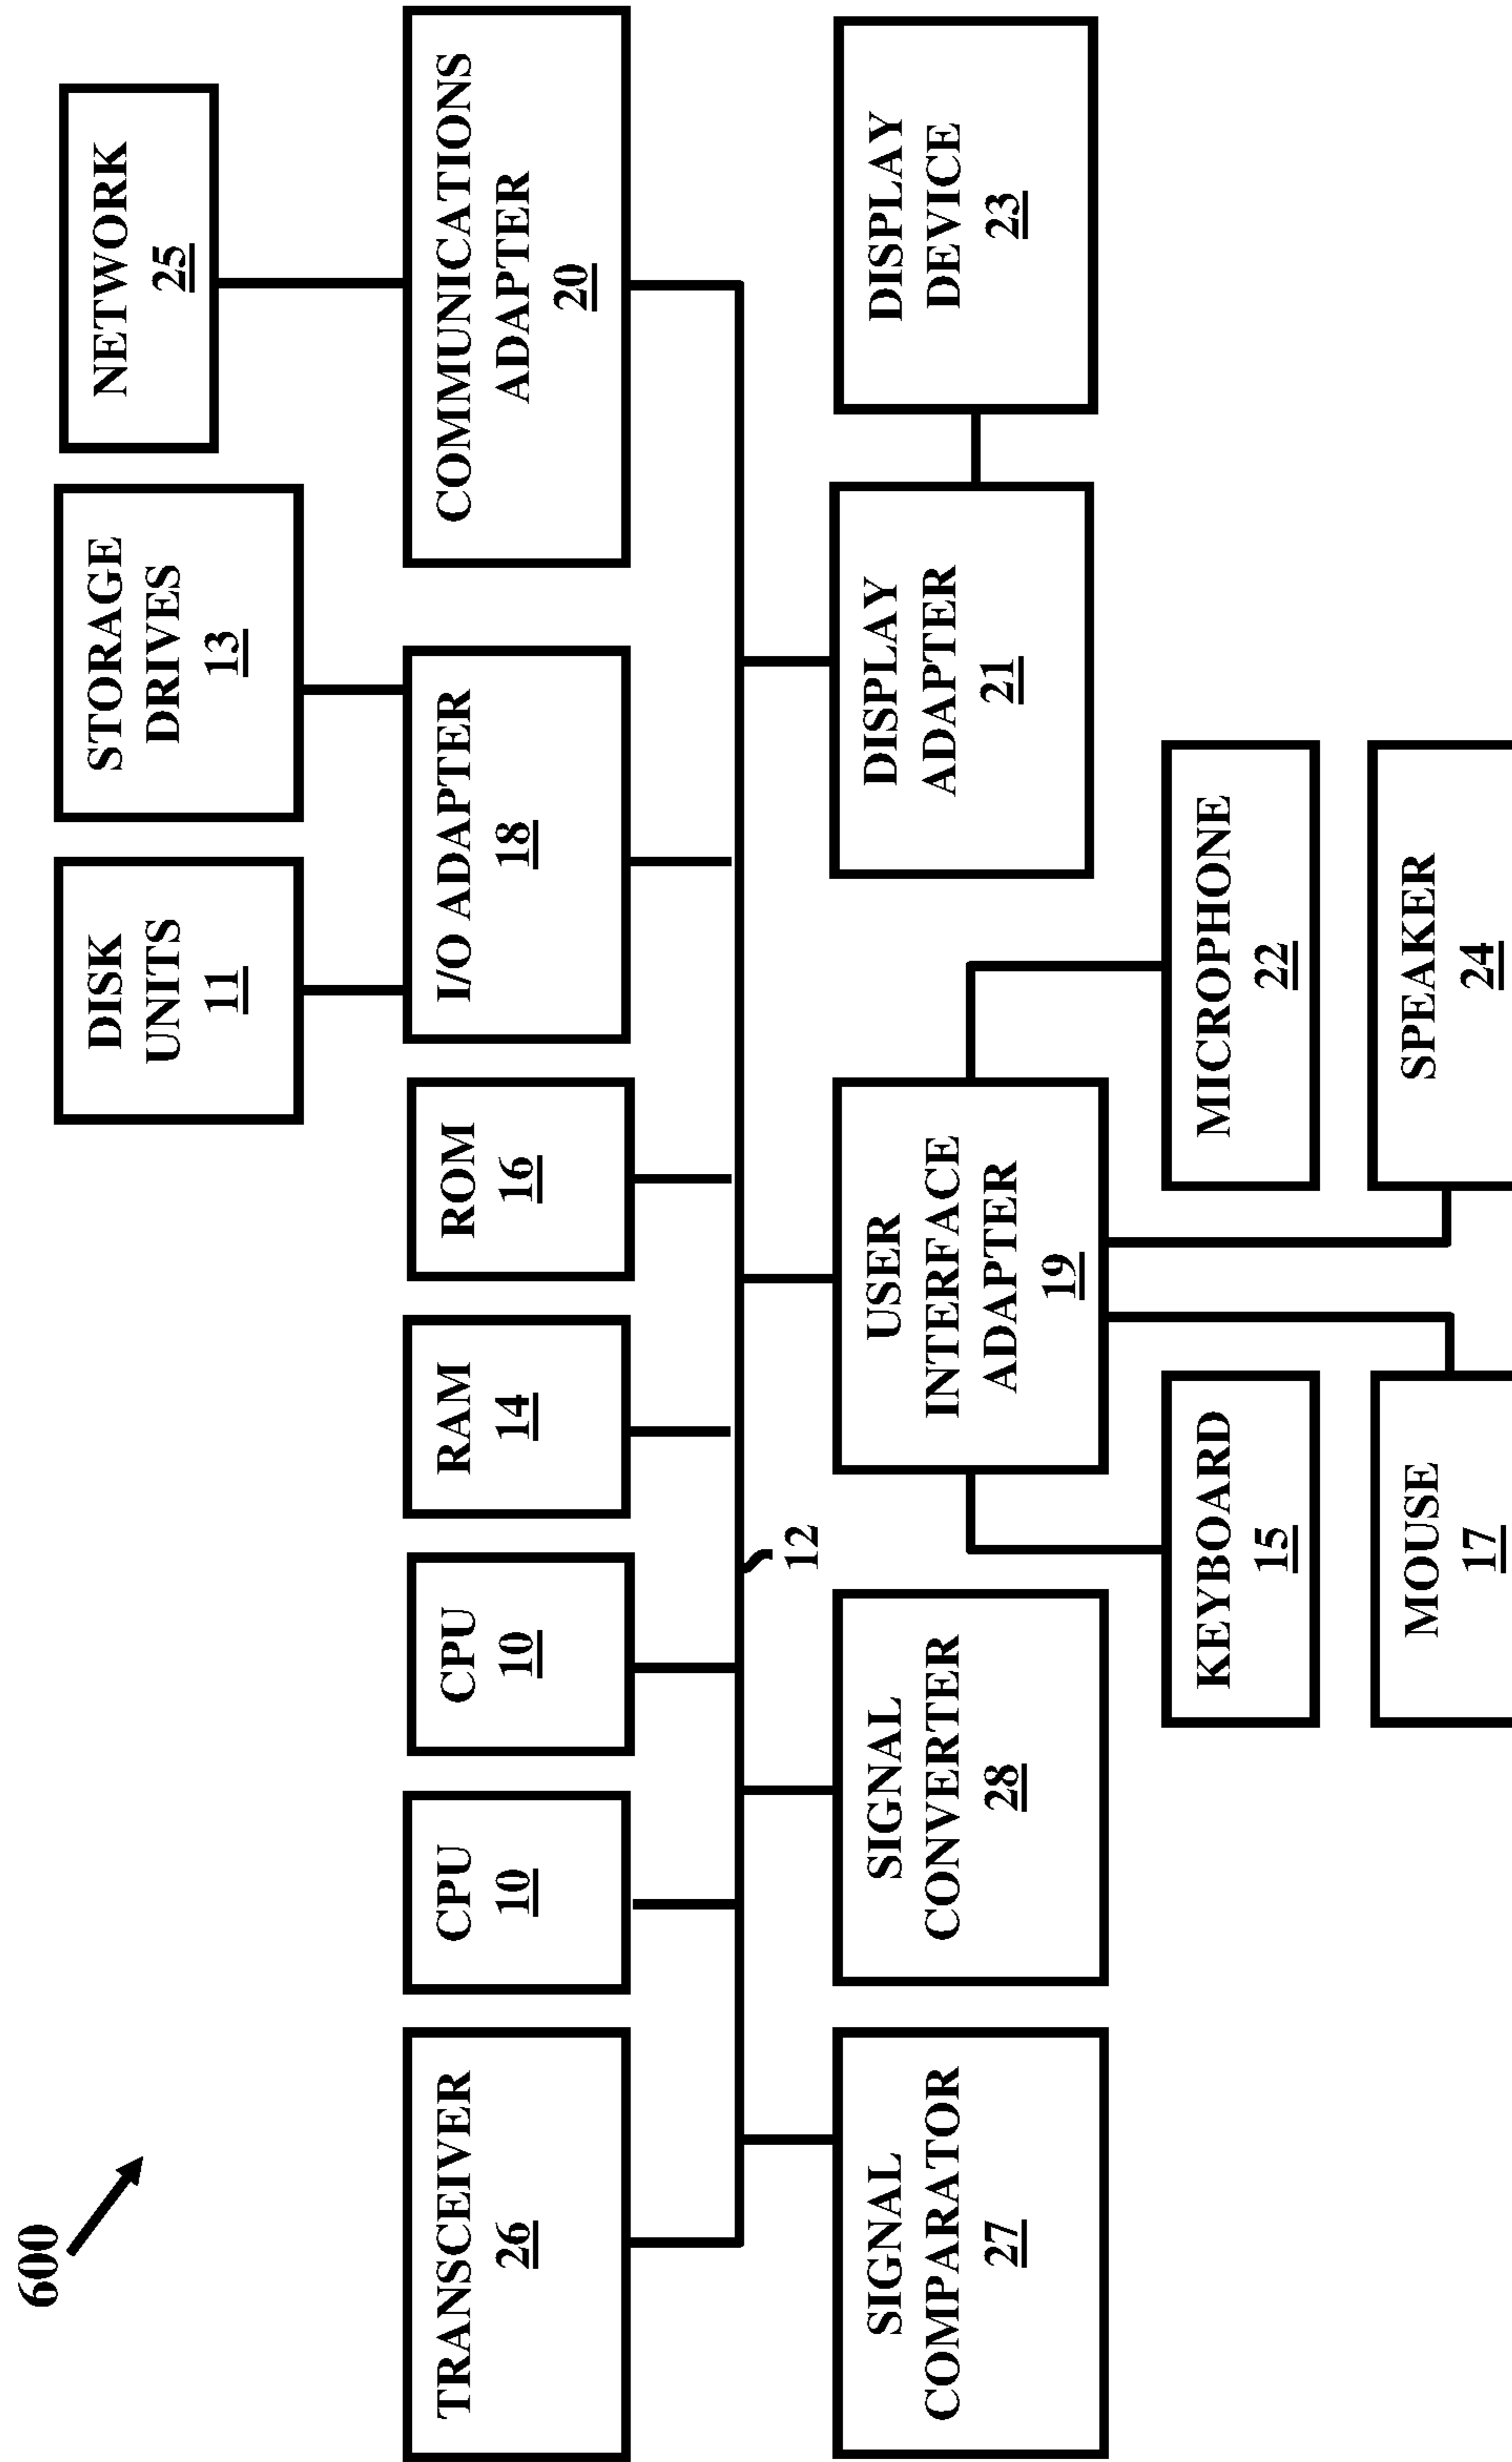 600
DISK
UNITS
11
STORAGE
DRIVES
13
NETWORK
25
TRANSCEIVER
26
CPU
10
CPU
10
RAM
14
ROM
16
I/O ADAPTER
18
COMMUNICATIONS
ADAPTER
20
12
SIGNAL
COMPARATOR
27
SIGNAL
CONVERTER
28
USER
INTERFACE
ADAPTER
19
DISPLAY
ADAPTER
21
DISPLAY
DEVICE
23
KEYBOARD
15
MICROPHONE
22
MOUSE
17
SPEAKER
24